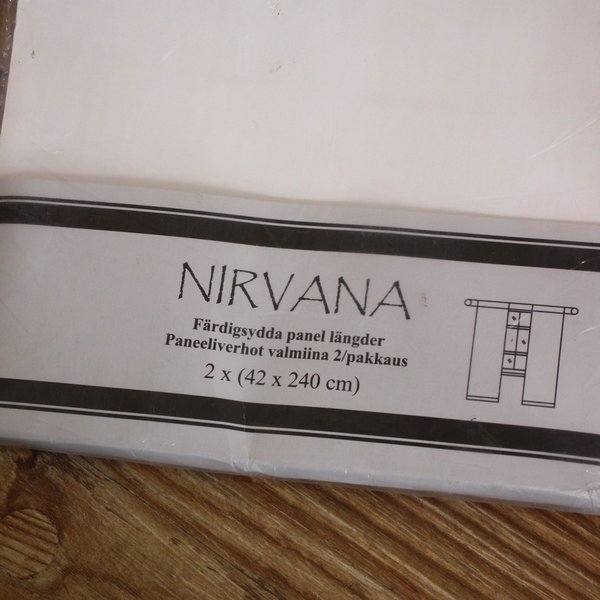 NIRVANA
Färdigsydda panel längder
Paneeliverhot valmiina 2/pakkaus
2 x (42 x 240 cm)